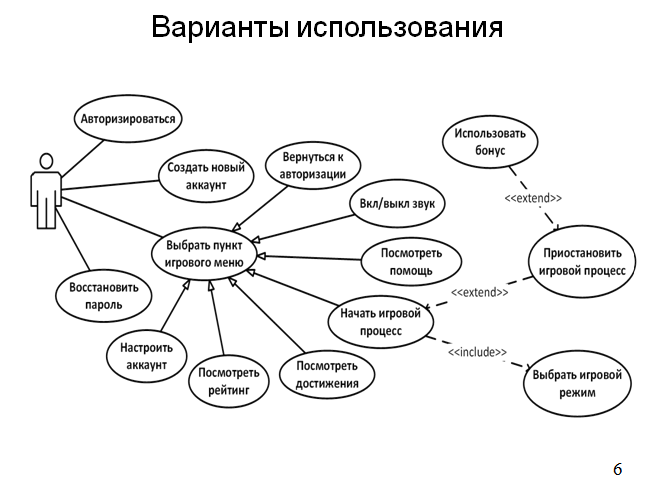 Варианты использования
Авторизироваться
Создать новый
аккаунт
Вернуться к
авторизации
Использовать
бонус
<<extend>>
Вкл/выкл звук
Выбрать пункт
игрового меню
Посмотреть
помощь
Приостановить
игровой процесс
Восстановить
пароль
<<extend>>
Начать игровой
процесс
Настроить
аккаунт
Посмотреть
рейтинг
Посмотреть
достижения
<<include>>
Выбрать игровой
режим
6